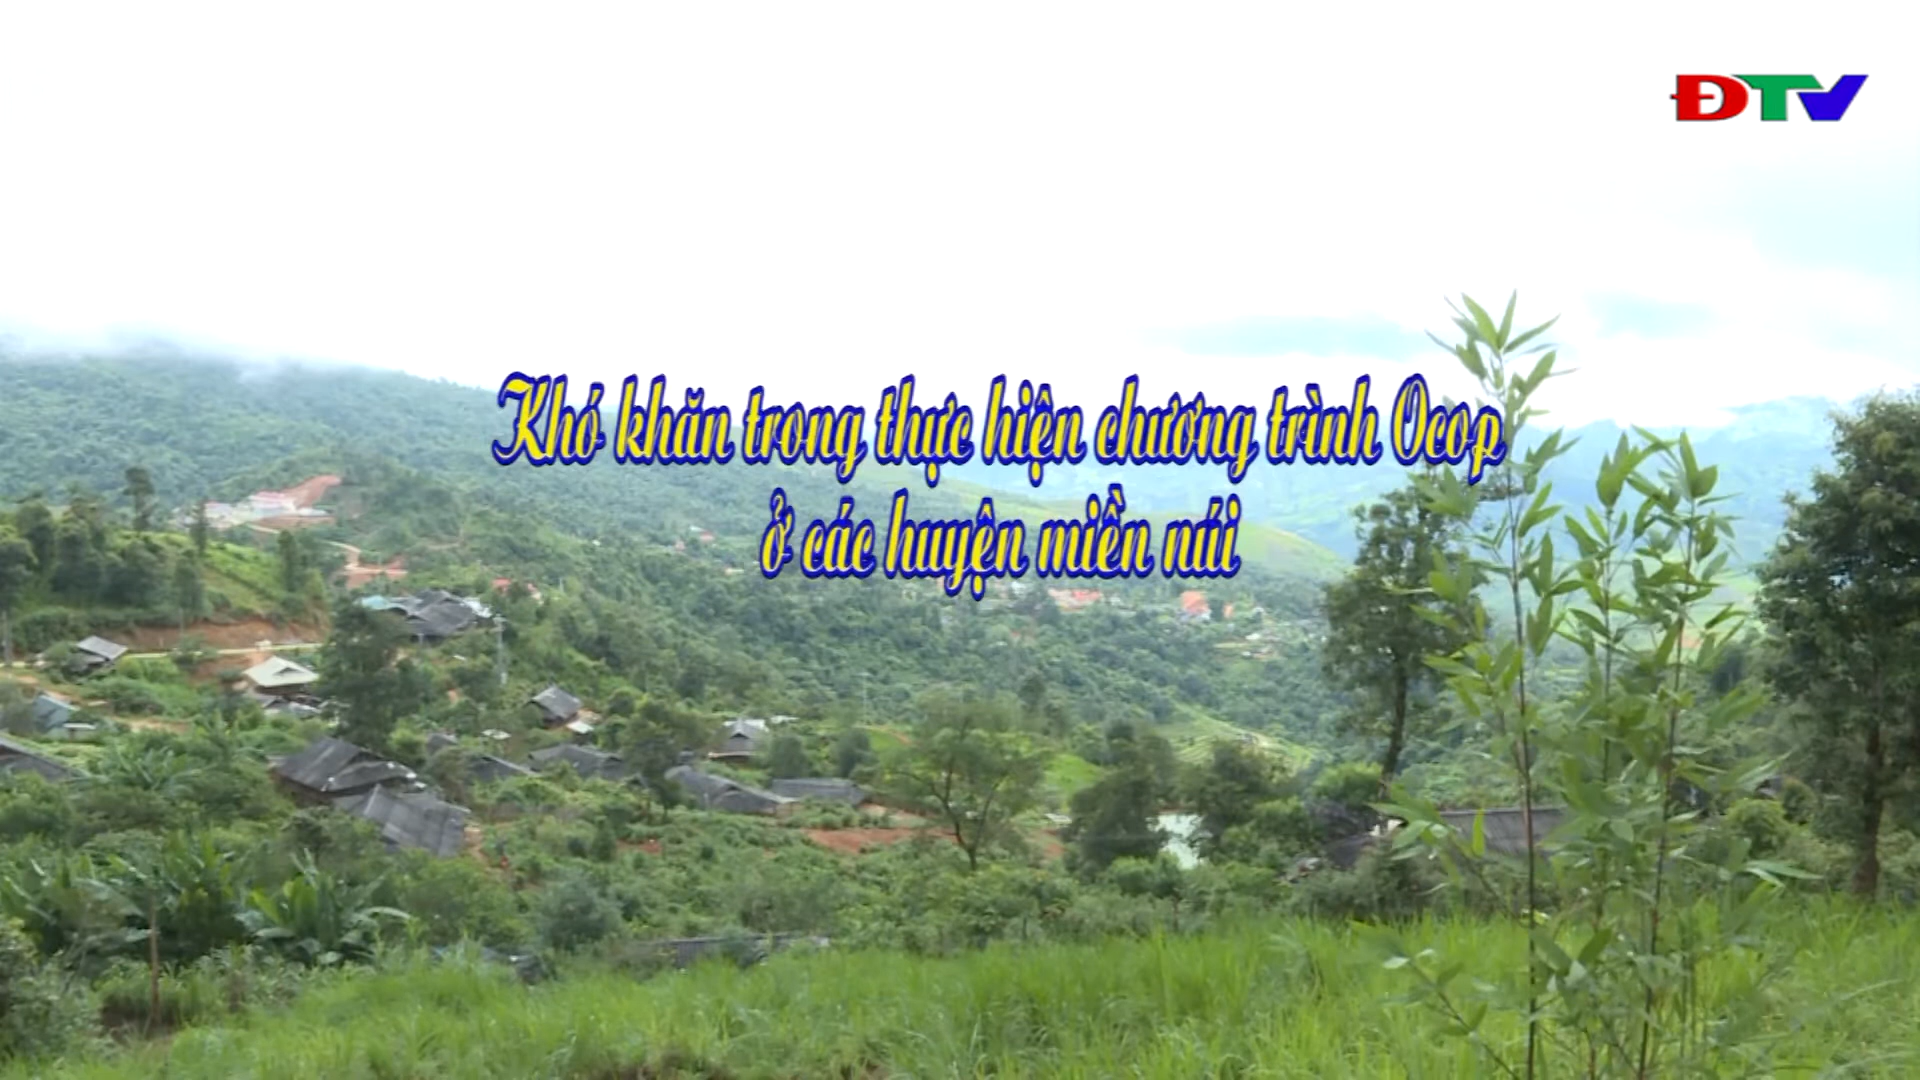 ĐTV
Khó khăn trong thực hiện chương trình Ocop
ở các huyện miền núi